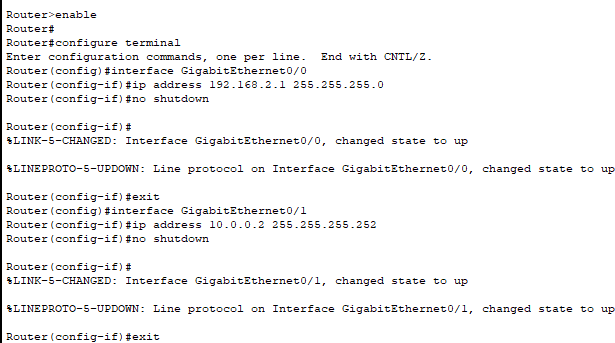 Router>enable
Router#
Router#configure terminal
Enter configuration commands, one per line.  End with CNTL/Z.
Router(config)#interface GigabitEthernet0/0
Router(config-if)#ip address 192.168.2.1 255.255.255.0
Router(config-if)#no shutdown
Router(config-if)#
%LINK-5-CHANGED: Interface GigabitEthernet0/0, changed state to up
%LINEPROTO-5-UPDOWN: Line protocol on Interface GigabitEthernet0/0, changed state to up
Router(config-if)#exit
Router(config)#interface GigabitEthernet0/1
Router(config-if)#ip address 10.0.0.2 255.255.255.252
Router(config-if)#no shutdown
Router(config-if)#
%LINK-5-CHANGED: Interface GigabitEthernet0/1, changed state to up
%LINEPROTO-5-UPDOWN: Line protocol on Interface GigabitEthernet0/1, changed state to up
Router(config-if)#exit